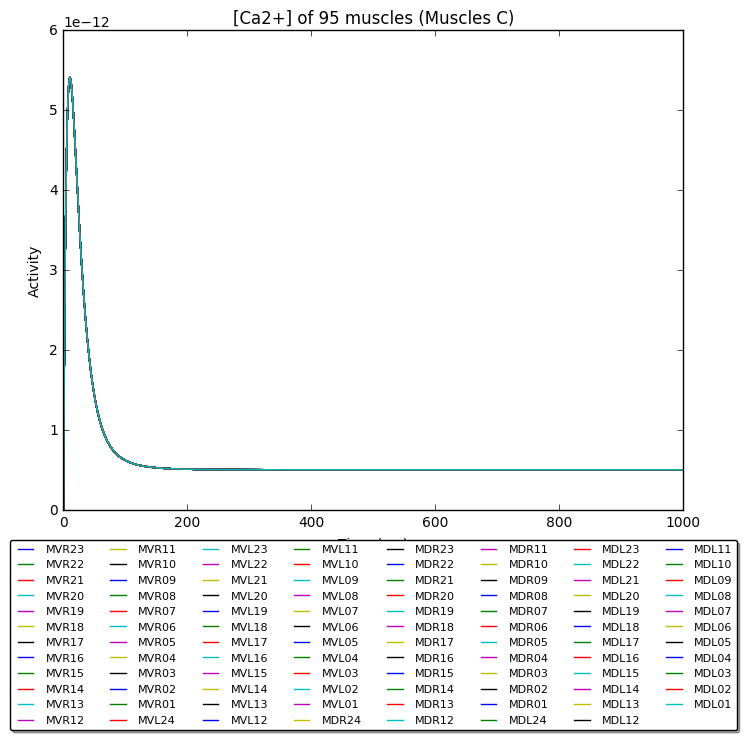 [Ca2+] of 95 muscles (Muscles C)
1e−12
6
5
4
3
2
1
0
Activity
0 200 400 600 800 1000
MVR23 MVR11 MVL23 MVL11 MDR23 MDR11 MDL23 MDL11
MVR22 MVR10 MVL22 MVL10 MDR22 MDR10 MDL22 MDL10
MVR21 MVR09 MVL21 MVL09 MDR21 MDR09 MDL21 MDL09
MVR20 MVR08 MVL20 MVL08 MDR20 MDR08 MDL20 MDL08
MVR19 MVR07 MVL19 MVL07 MDR19 MDR07 MDL19 MDL07
MVR18 MVR06 MVL18 MVL06 MDR18 MDR06 MDL18 MDL06
MVR17 MVR05 MVL17 MVL05 MDR17 MDR05 MDL17 MDL05
MVR16 MVR04 MVL16 MVL04 MDR16 MDR04 MDL16 MDL04
MVR15 MVR03 MVL15 MVL03 MDR15 MDR03 MDL15 MDL03
MVR14 MVR02 MVL14 MVL02 MDR14 MDR02 MDL14 MDL02
MVR13 MVR01 MVL13 MVL01 MDR13 MDR01 MDL13 MDL01
MVR12 MVL24 MVL12 MDR24 MDR12 MDL24 MDL12